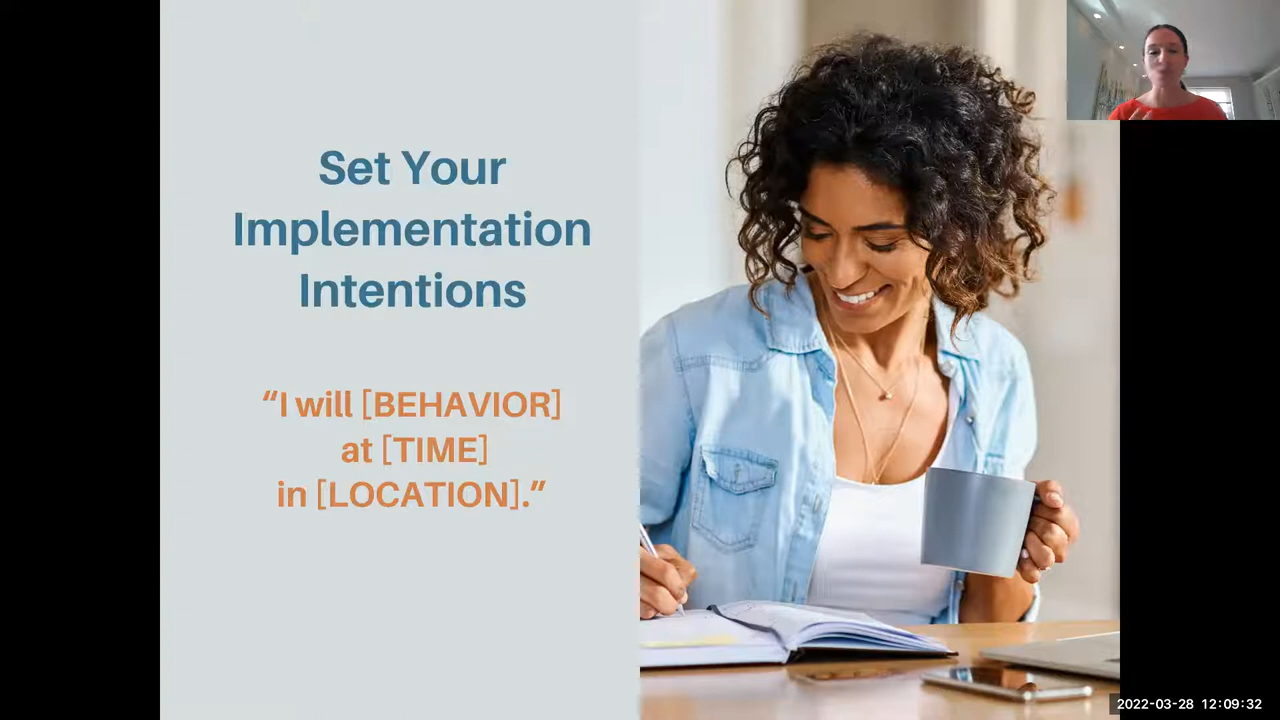 Set Your
Implementation
Intentions
“I will [BEHAVIOR]
at [TIME]
in [LOCATION].”
2022-03-28 12:09:32